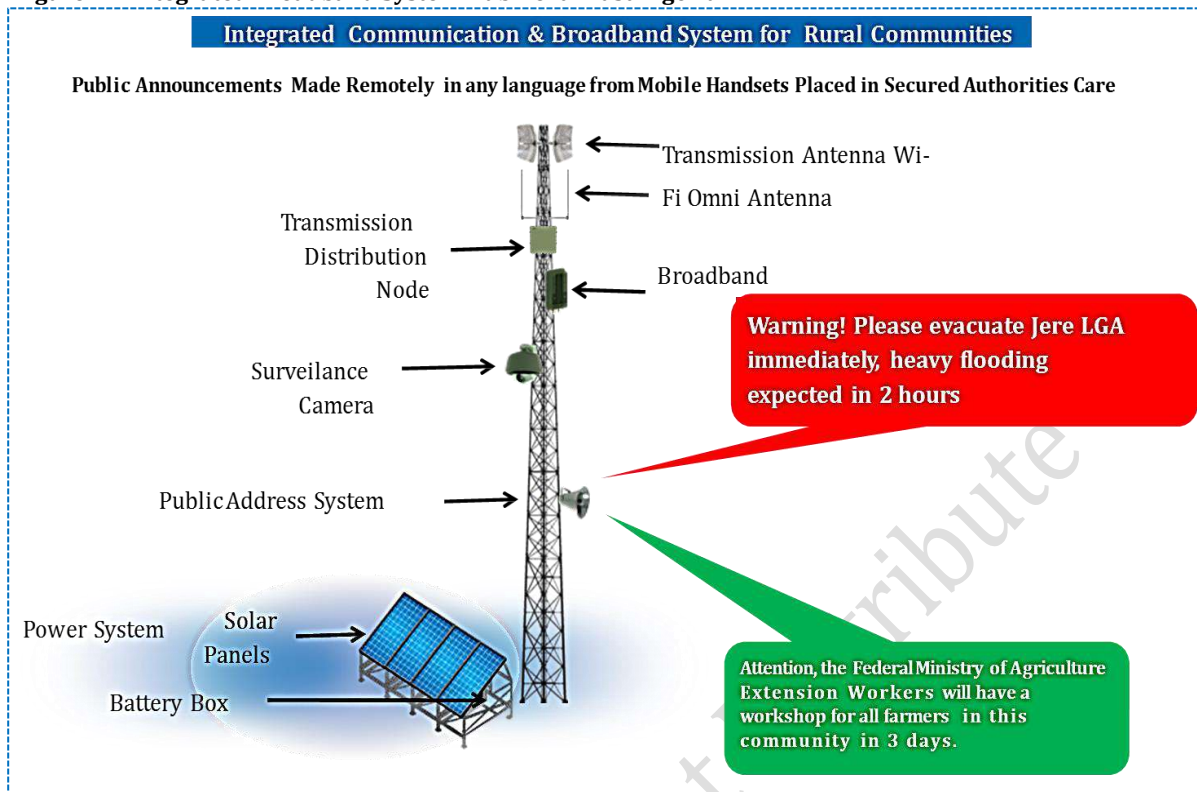 Integrated Communication & Broadband System for Rural Communities
Public Announcements Made Remotely in any language from Mobile Handsets Placed in Secured Authorities Care
Transmission Antenna Wi-
Fi Omni Antenna
Transmission
Distribution
Node
Broadband
Warning! Please evacuate Jere LGA
immediately, heavy flooding
expected in 2 hours
Surveilance
Camera
Public Address System
Power System
Solar
Panels
Battery Box
Attention, the Federal Ministry of Agriculture
Extension Workers will have a
workshop for all farmers in this
community in 3 days.